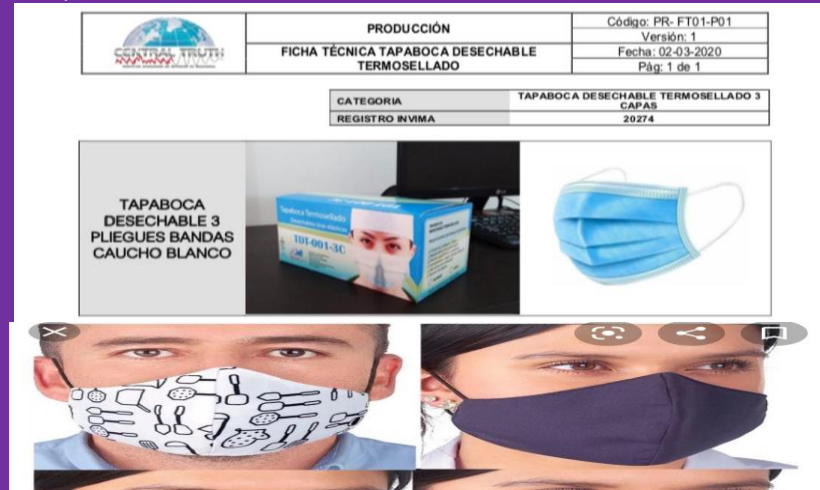 CENTRAL TRUTH
PRODUCCIÓN
FICHA TÉCNICA TAPABOCA DESECHABLE
TERMOSELLADO
Código: PR- FT01-P01
Versión: 1
Fecha: 02-03-2020
Pág: 1 de 1
CATEGORIA
TAPABOCA DESECHABLE TERMOSELLADO 3
CAPAS
REGISTRO INVIMA
20274
TAPABOCA
DESECHABLE 3
PLIEGUES BANDAS
CAUCHO BLANCO
Tapaboca Termosellado
TDT-001-3C